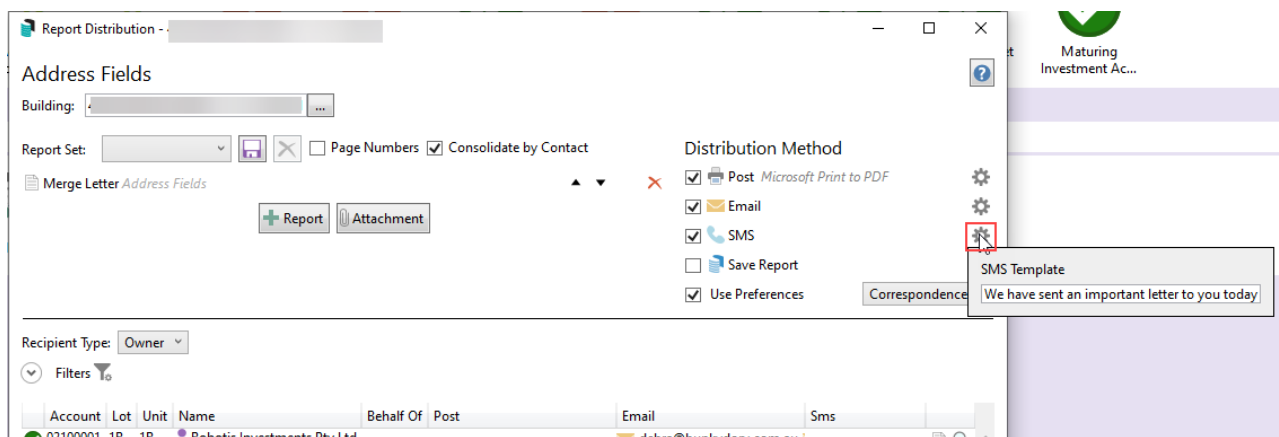 Report Distribution -
Maturing
Investment Ac...
Address Fields
Building:
...
Report Set:
Page Numbers
Consolidate by Contact
Distribution Method
Merge Letter Address Fields
Post Microsoft Print to PDF
Report
Attachment
Email
SMS
Save Report
SMS Template
Use Preferences
Correspondence
We have sent an important letter to you today
Recipient Type: Owner
Filters
Account Lot Unit Name Behalf Of Post Email Sms